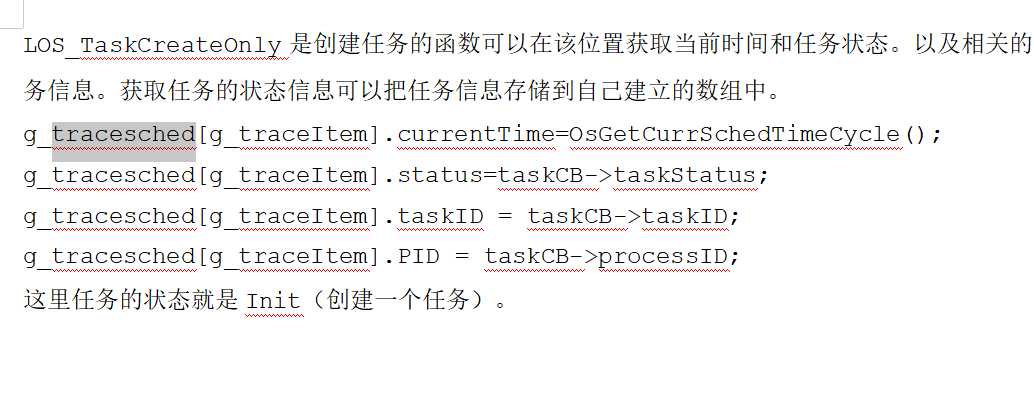 LOS_TaskCreateOnly 是创建任务的函数可以在该位置获取当前时间和任务状态。以及相关的
务信息。获取任务的状态信息可以把任务信息存储到自己建立的数组中。
g_tracesched[g_traceItem].currentTime=OsGetCurrSchedTimeCycle();
g_tracesched[g_traceItem].status=taskCB->taskStatus;
g_tracesched[g_traceItem].taskID = taskCB->taskID;
g_tracesched[g_traceItem].PID = taskCB->processID;
这里任务的状态就是 Init（创建一个任务）。